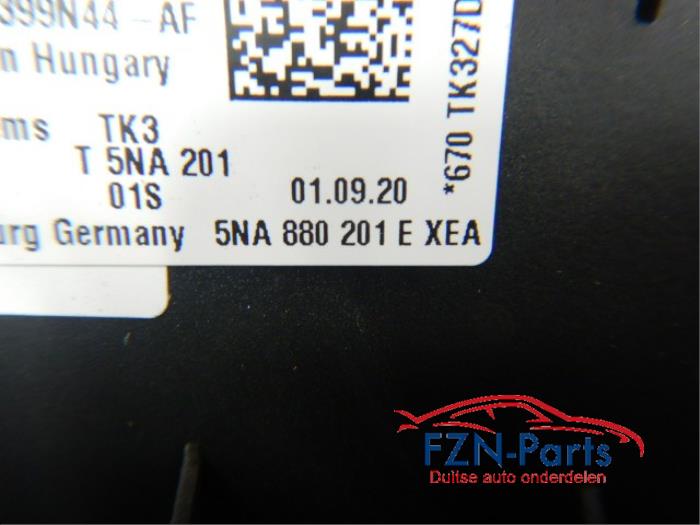 399N44-AF
n Hungary
ms TK3
T 5NA 201
01S 01.09.20
urg Germany 5NA 880 201 E XEA
*670 TK327D
FZN-Parts
Duitse auto onderdelen